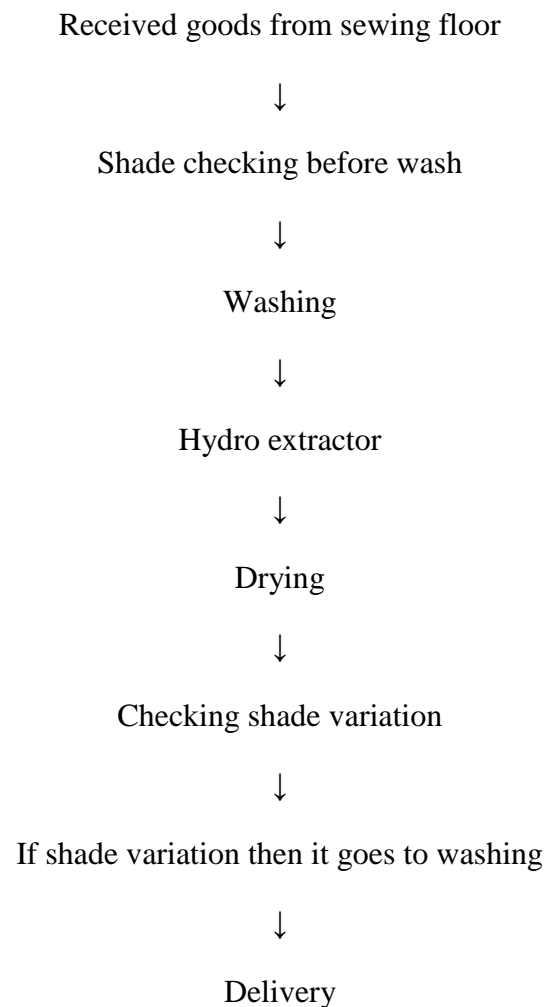 Received goods from sewing floor
↓
Shade checking before wash
↓
Washing
↓
Hydro extractor
↓
Drying
↓
Checking shade variation
↓
If shade variation then it goes to washing
↓
Delivery